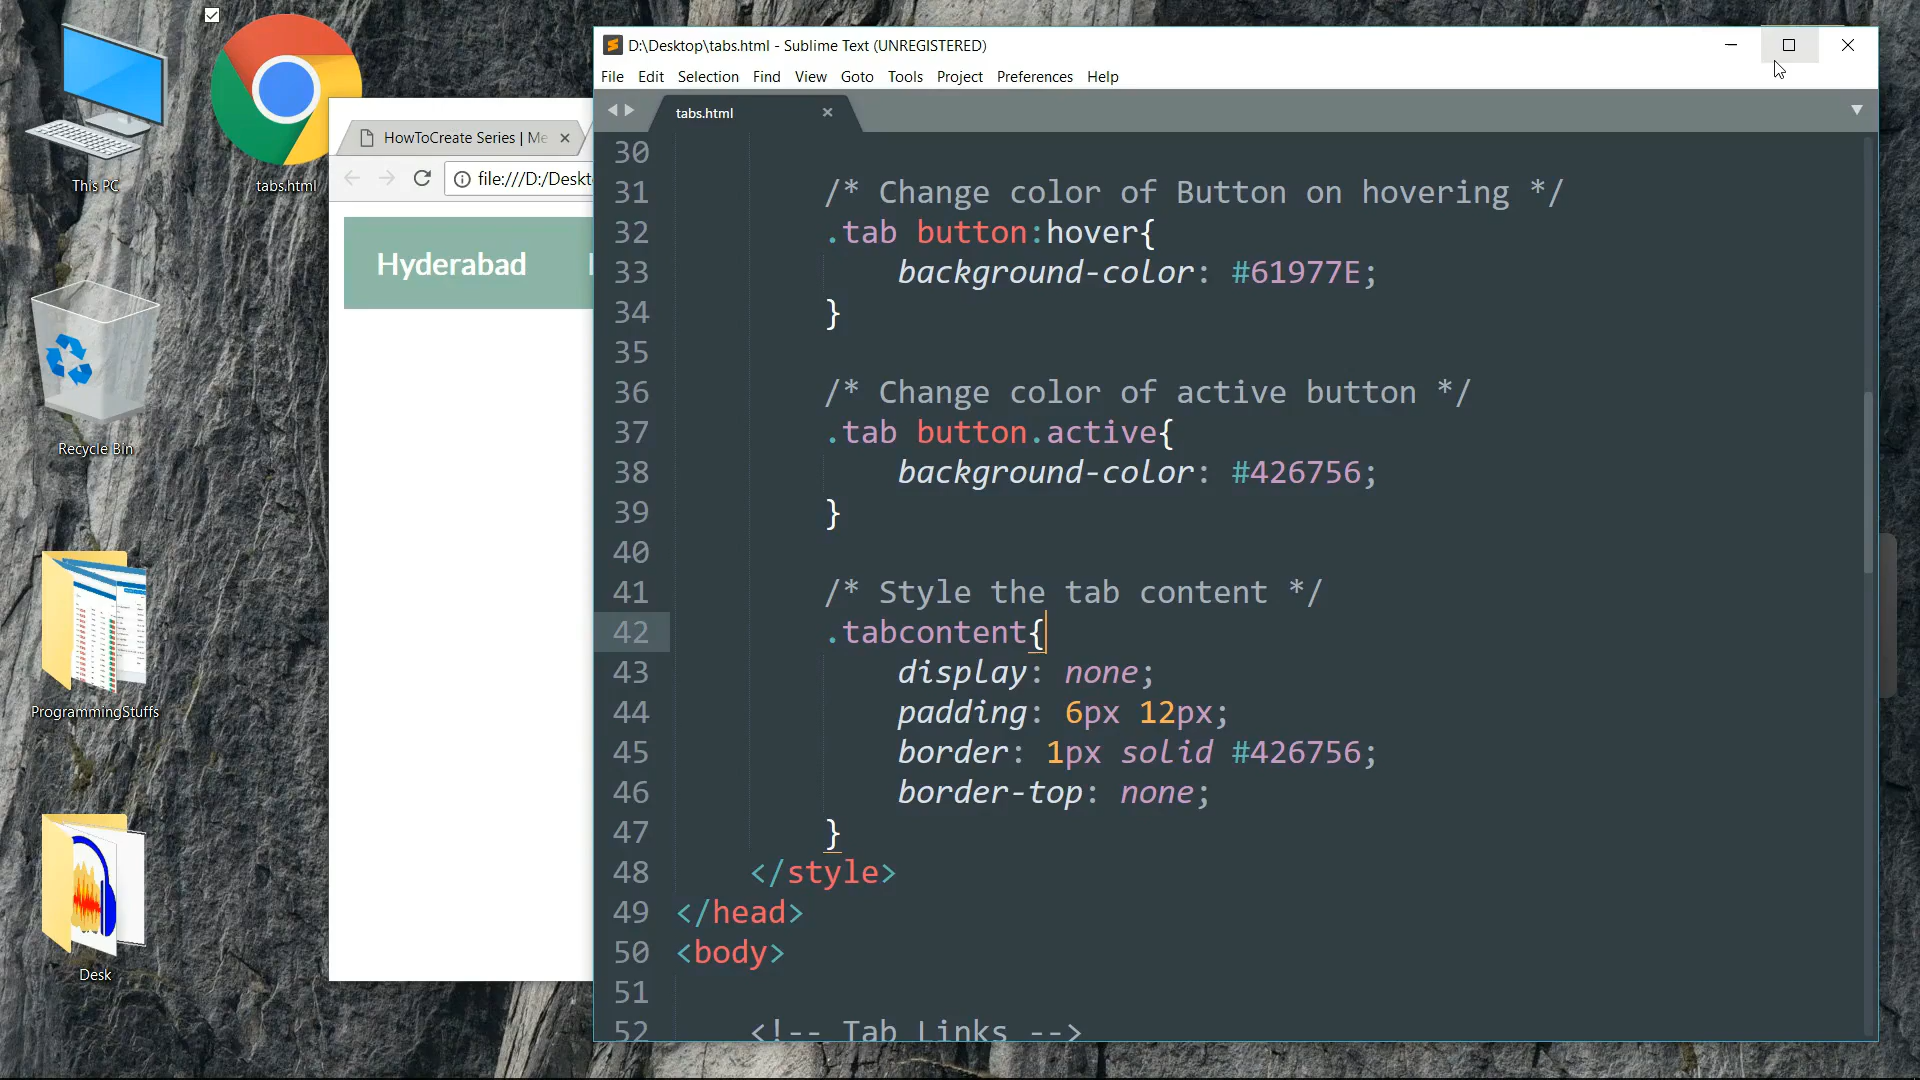 This PC
tabs.html
Recycle Bin
ProgrammingStuffs
Desk
HowToCreate Series | Me
file:///D:/Deskt
Hyderabad
D:\Desktop\tabs.html - Sublime Text (UNREGISTERED)
File Edit Selection Find View Goto Tools Project Preferences Help
tabs.html
30
31 /* Change color of Button on hovering */
32 .tab button:hover{
33 background-color: #61977E;
34 }
35
36 /* Change color of active button */
37 .tab button.active{
38 background-color: #426756;
39 }
40
41 /* Style the tab content */
42 .tabcontent{
43 display: none;
44 padding: 6px 12px;
45 border: 1px solid #426756;
46 border-top: none;
47 }
48 </style>
49 </head>
50 <body>
51
52 <!-- Tab Links -->